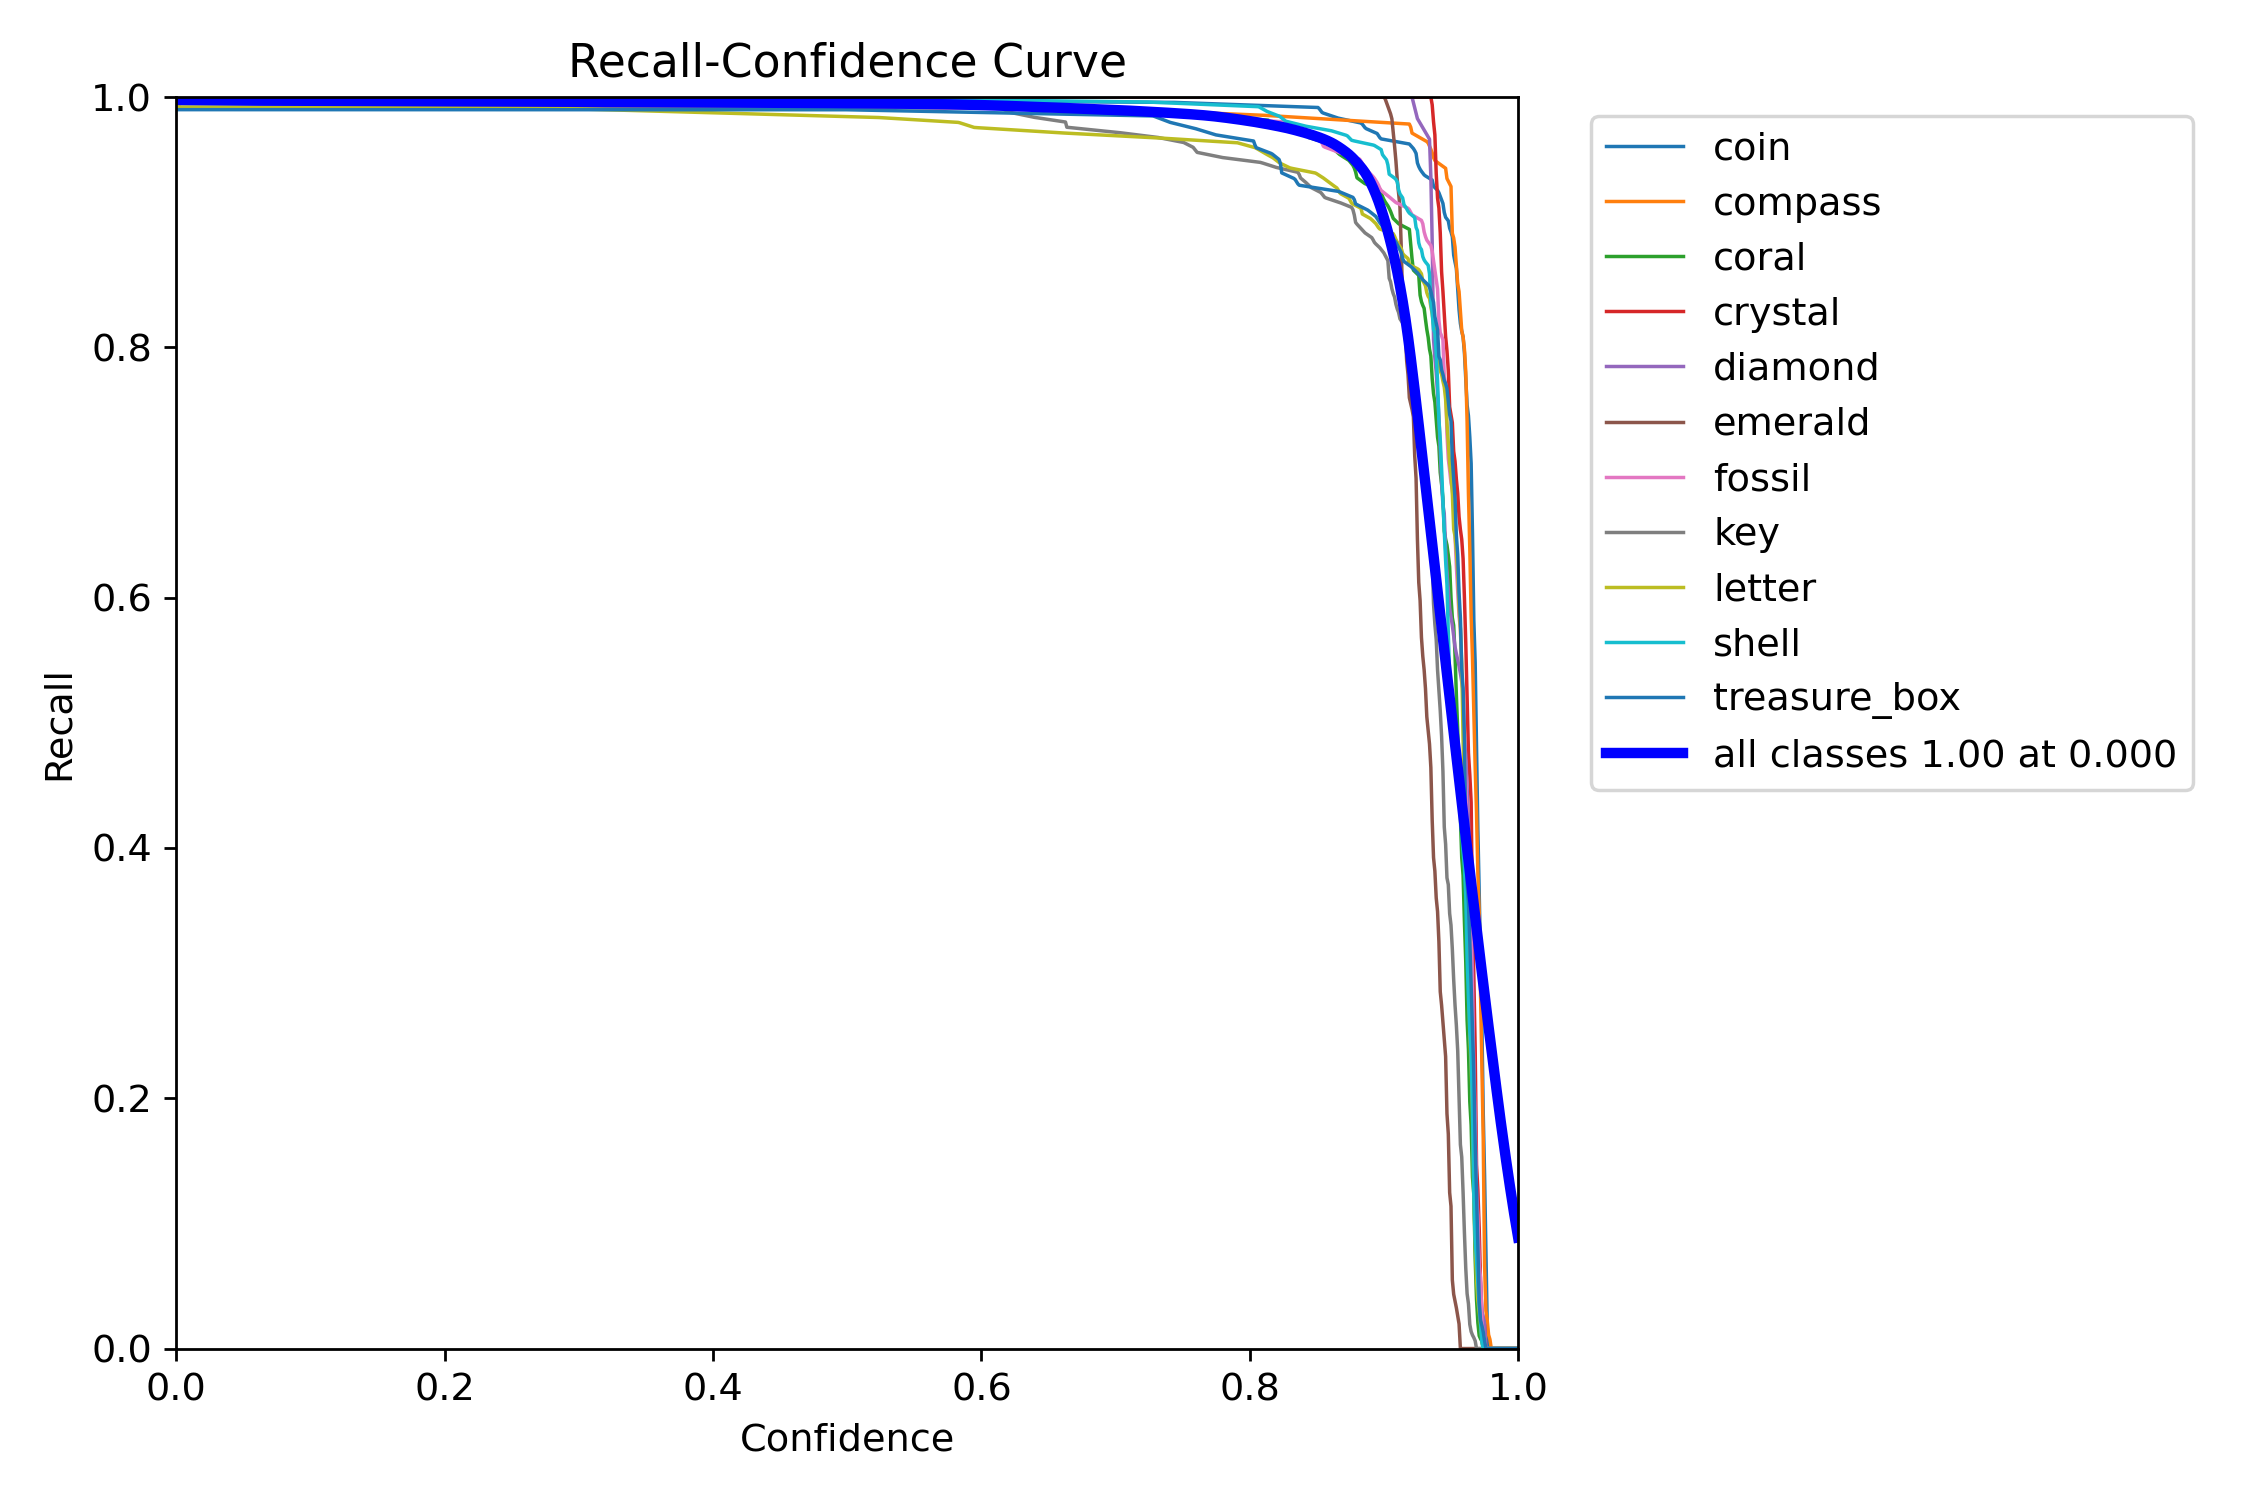 Recall-Confidence Curve
1.0
0.8
0.6
0.4
0.2
0.0
Recall
0.0 0.2 0.4 0.6 0.8 1.0
Confidence
coin
compass
coral
crystal
diamond
emerald
fossil
key
letter
shell
treasure_box
all classes 1.00 at 0.000